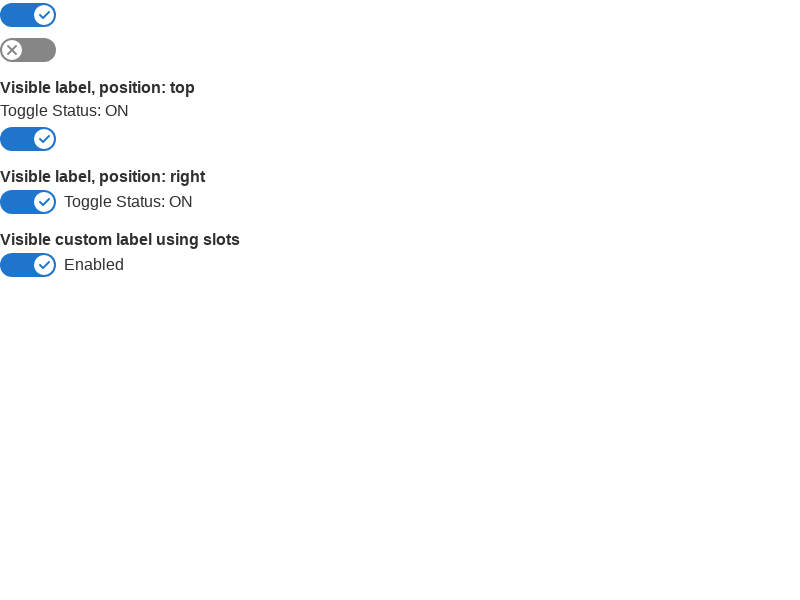 Visible label, position: top
Toggle Status: ON
Visible label, position: right
Toggle Status: ON
Visible custom label using slots
Enabled